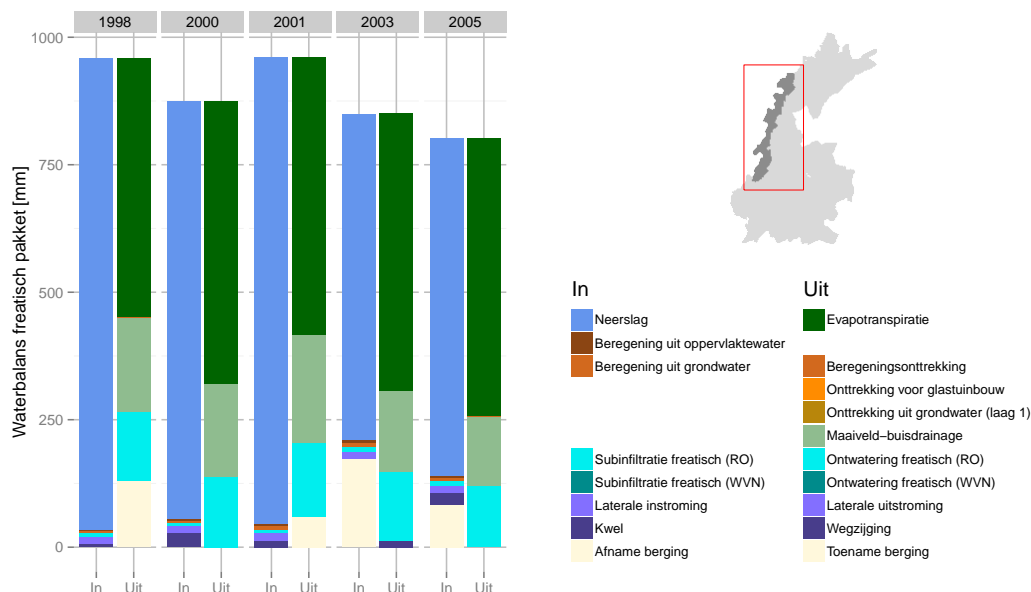 1998 2000 2001 2003 2005
Waterbalans freatisch pakket [mm]
1000
750
500
250
0
In Uit In Uit In Uit In Uit In Uit
In
Neerslag
Beregening uit oppervlaktewater
Beregening uit grondwater
Subinfiltratie freatisch (RO)
Subinfiltratie freatisch (WVN)
Laterale instroming
Kwel
Afname berging
Uit
Evapotranspiratie
Beregeningsonttrekking
Onttrekking voor glastuinbouw
Onttrekking uit grondwater (laag 1)
Maaiveld−buisdrainage
Ontwatering freatisch (RO)
Ontwatering freatisch (WVN)
Laterale uitstroming
Wegzijging
Toename berging